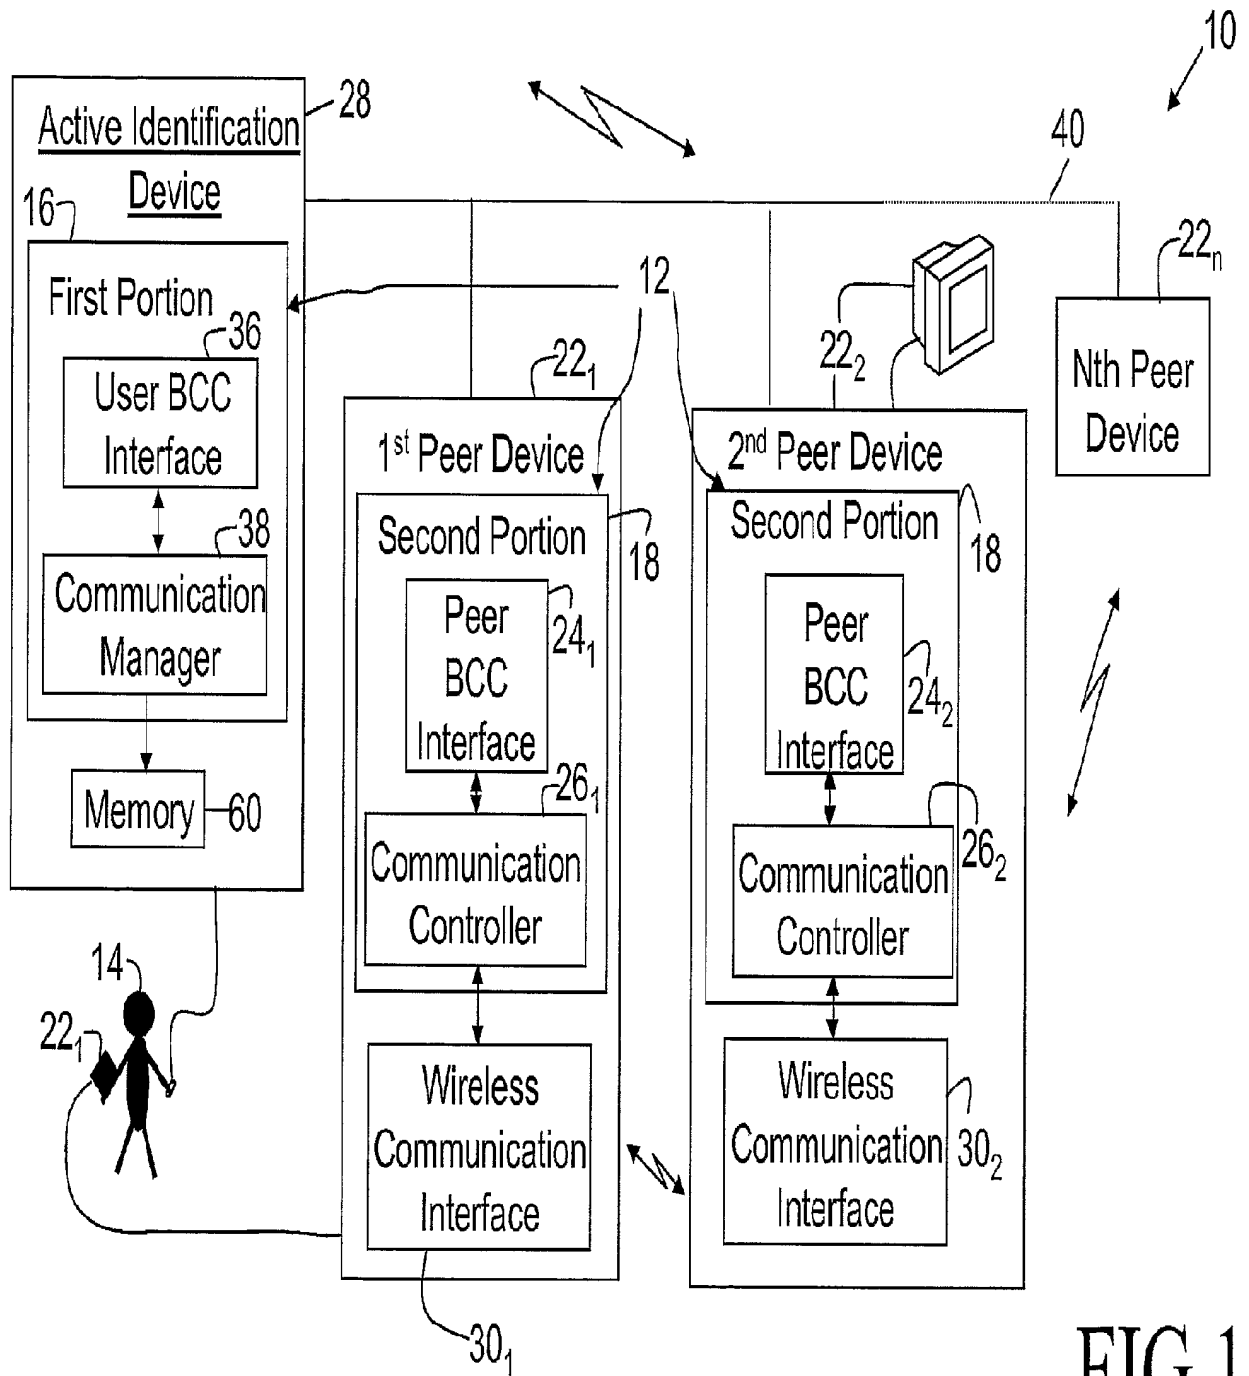 10
Active Identification
Device
28
40
16
First Portion
12
22n
36
User BCC
Interface
22₁
22₂
Nth Peer
Device
1st Peer Device
2nd Peer Device
38
Communication
Manager
Second Portion
18
Second Portion
18
Peer
BCC
Interface
24₁
Peer
BCC
Interface
24₂
Memory
60
26₁
Communication
Controller
26₂
Communication
Controller
14
22₁
Wireless
Communication
Interface
Wireless
Communication
Interface
30₂
30₁
FIG 1